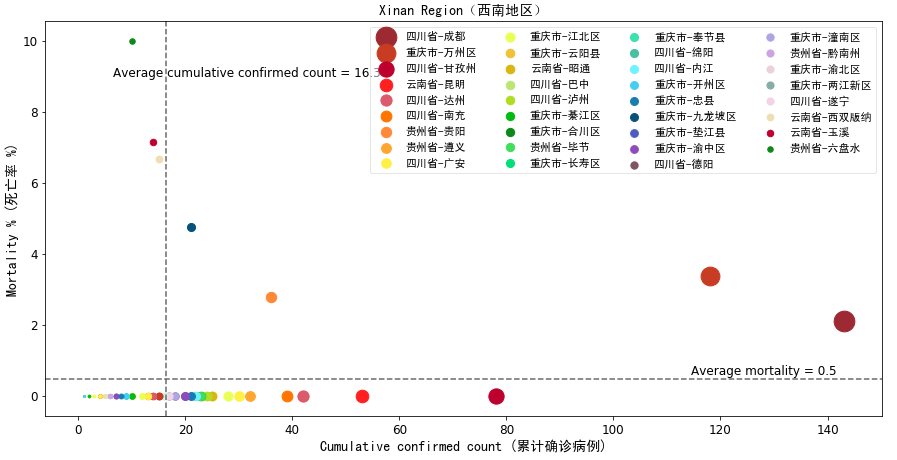 Xinan Region（西南地区）
Mortality % (死亡率 %)
10
8
6
4
2
0
Average cumulative confirmed count = 16.3
Average mortality = 0.5
四川省-成都
重庆市-万州区
四川省-甘孜州
云南省-昆明
四川省-达州
四川省-南充
贵州省-贵阳
贵州省-遵义
四川省-广安
重庆市-江北区
重庆市-云阳县
云南省-昭通
四川省-巴中
四川省-泸州
重庆市-綦江区
重庆市-合川区
贵州省-毕节
重庆市-长寿区
重庆市-奉节县
四川省-绵阳
四川省-内江
重庆市-开州区
重庆市-忠县
重庆市-九龙坡区
重庆市-垫江县
重庆市-渝中区
四川省-德阳
重庆市-潼南区
贵州省-黔南州
重庆市-渝北区
重庆市-两江新区
四川省-遂宁
云南省-西双版纳
云南省-玉溪
贵州省-六盘水
0 20 40 60 80 100 120 140
Cumulative confirmed count (累计确诊病例)